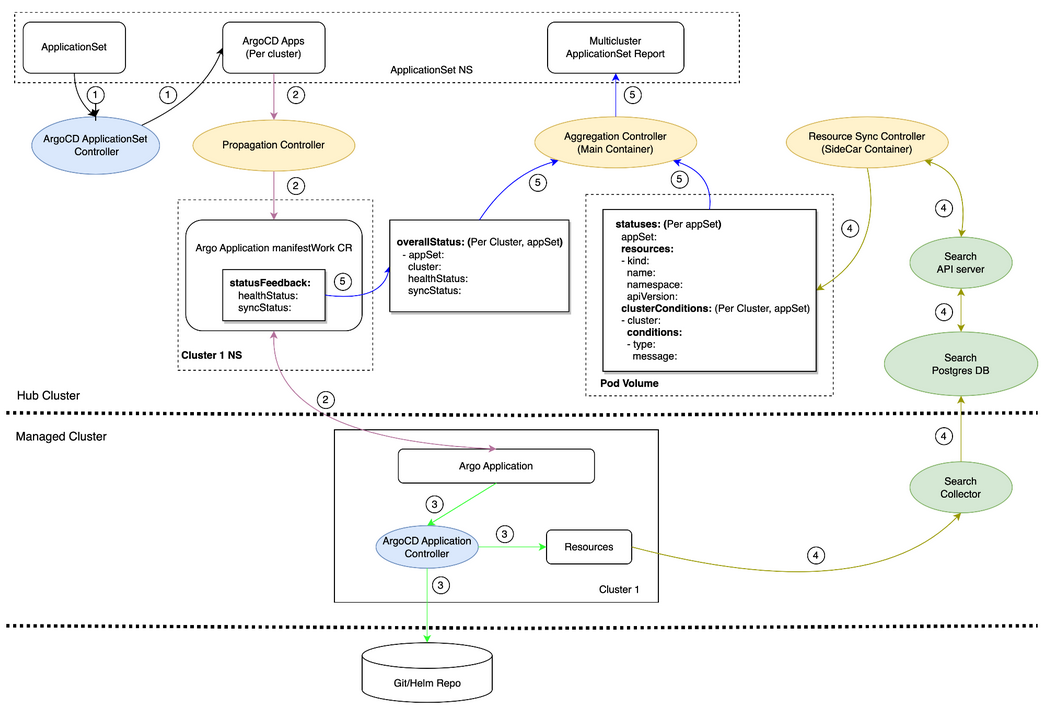 ApplicationSet
ArgoCD Apps
(Per cluster)
Multicluster
ApplicationSet Report
ApplicationSet NS
1
1
2
5
ArgoCD ApplicationSet
Controller
Propagation Controller
Aggregation Controller
(Main Container)
Resource Sync Controller
(SideCar Container)
2
5
5
4
4
Argo Application manifestWork CR
statusFeedback:
healthStatus:
syncStatus:
5
Cluster 1 NS
overallStatus: (Per Cluster, appSet)
- appSet:
cluster:
healthStatus:
syncStatus:
statuses: (Per appSet)
appSet:
resources:
- kind:
name:
namespace:
apiVersion:
clusterConditions: (Per Cluster, appSet)
- cluster:
conditions:
- type:
message:
Pod Volume
Search
API server
4
Search
Postgres DB
Hub Cluster
2
Managed Cluster
4
Argo Application
Search
Collector
3
ArgoCD Application
Controller
3
Resources
4
3
Cluster 1
Git/Helm Repo